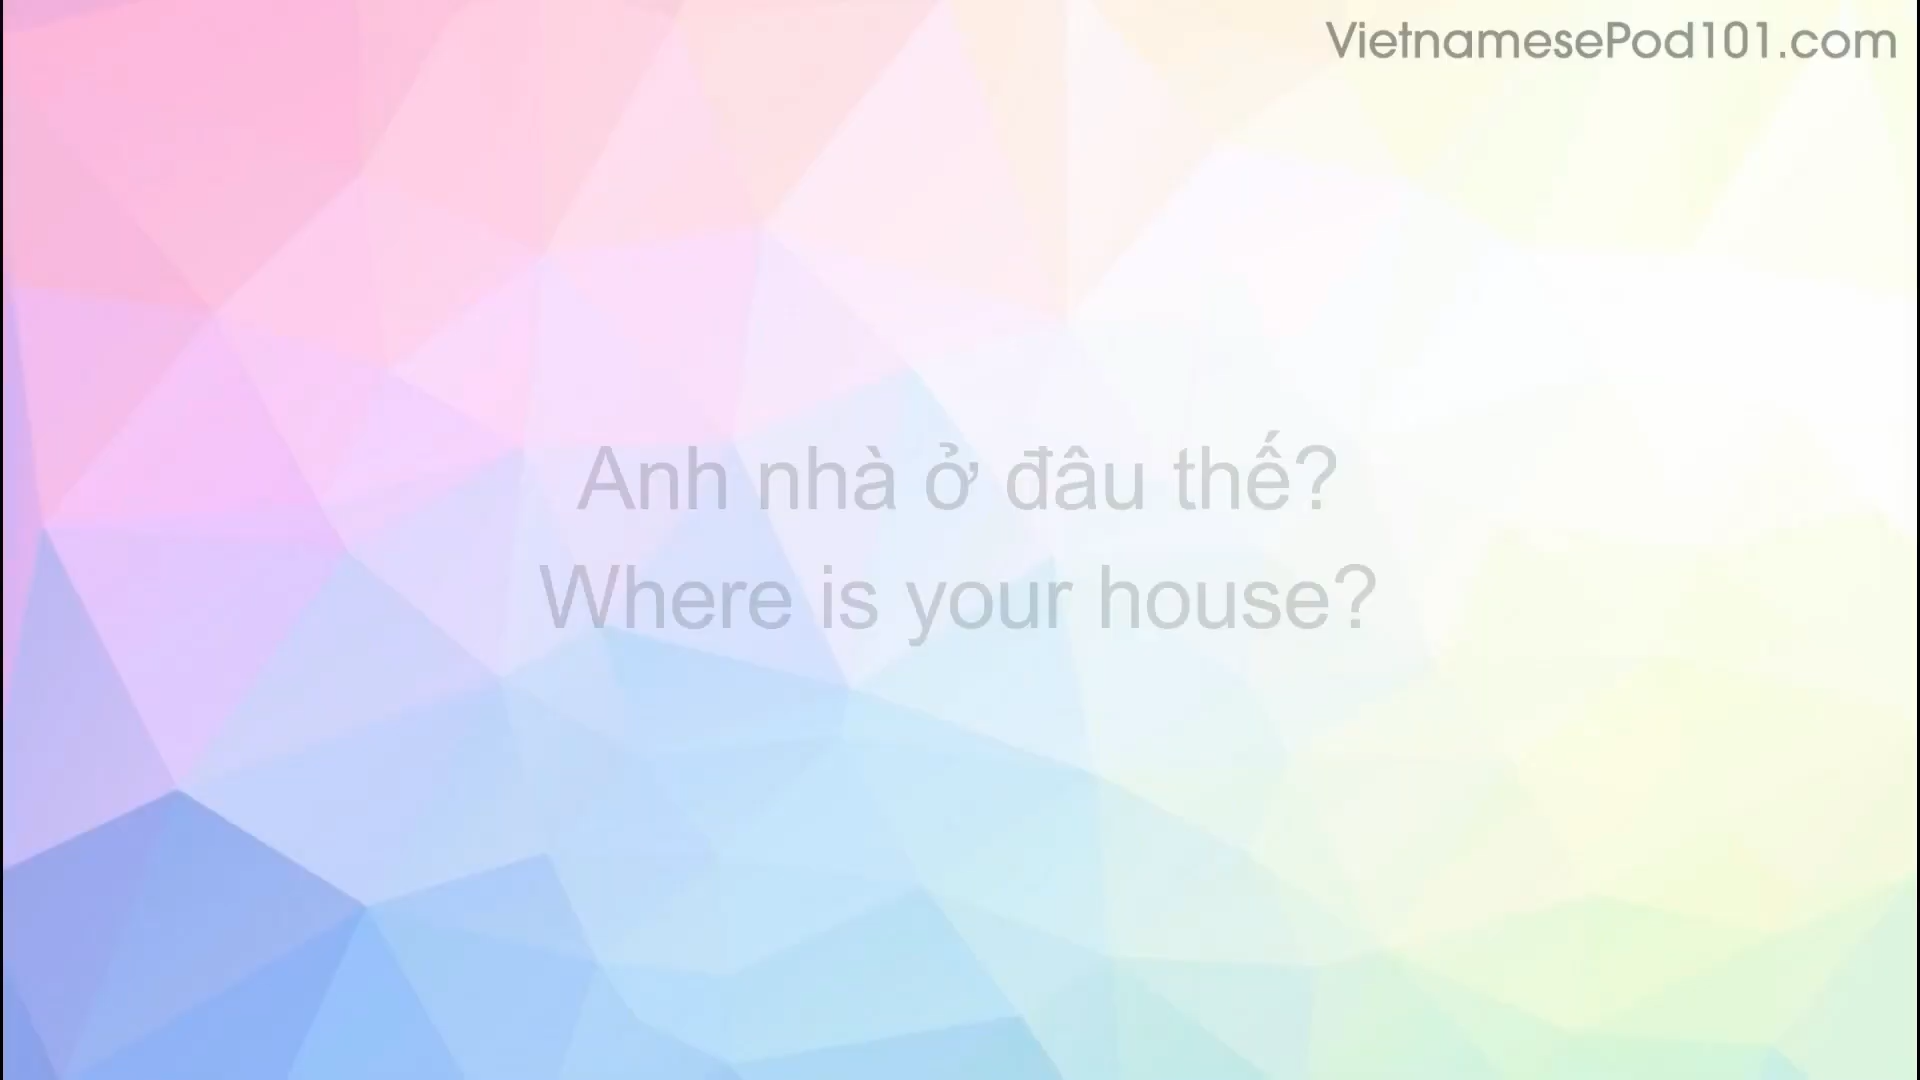 VietnamesePod101.com
Anh nhà ở đâu thế?
Where is your house?